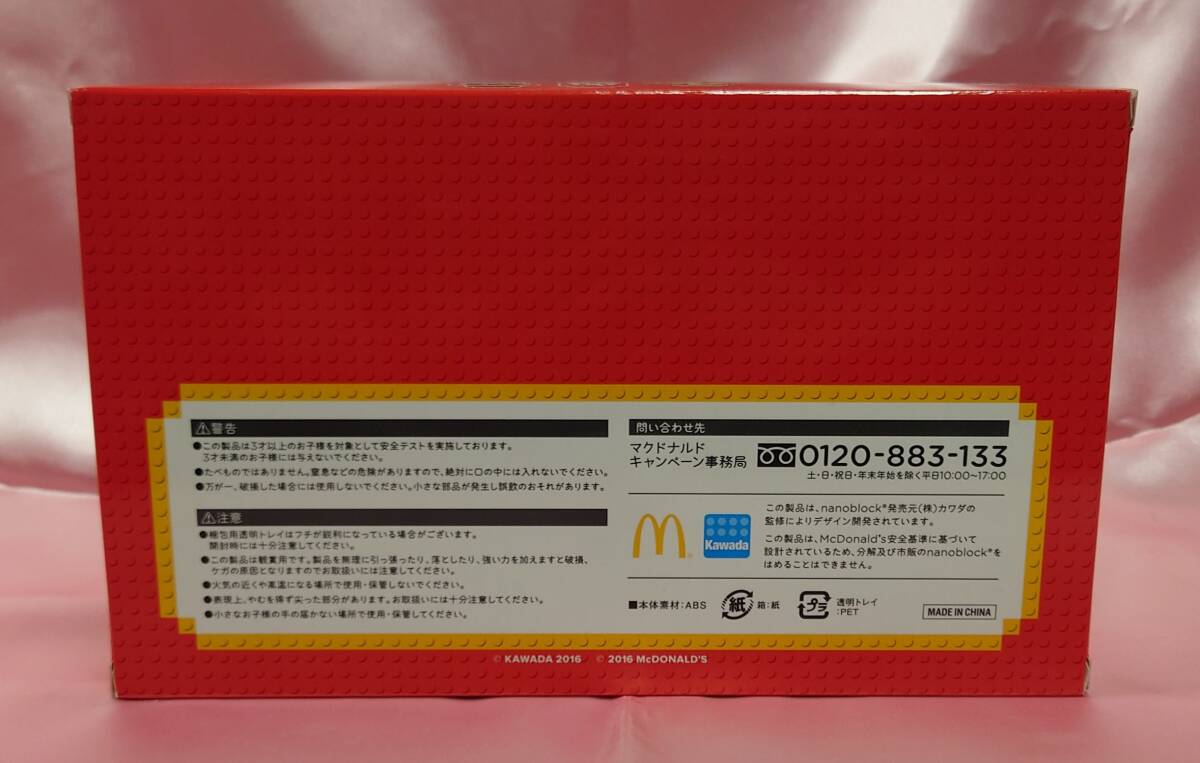 ⚠警告
●この製品は3才以上のお子様を対象として安全テストを実施しております。
3才未満のお子様には与えないでください。
●たべものではありません。窒息などの危険がありますので、絶対に口の中には入れないでください。
●万が一、破損した場合には使用しないでください。小さな部品が発生し誤飲のおそれがあります。
⚠注意
●梱包用透明トレイはフチが鋭利になっている場合がございます。
開封時には十分注意してください。
●この製品は観賞用です。製品を無理に引っ張ったり、落としたり、強い力を加えますと破損、
ケガの原因となりますのでお取扱いには注意してください。
●火気の近くや高温になる場所で使用・保管しないでください。
●表現上、やむを得ず尖った部分があります。お取扱いには十分注意してください。
●小さなお子様の手の届かない場所で使用・保管してください。
問い合わせ先
マクドナルド
キャンペーン事務局
0120-883-133
土・日・祝日・年末年始を除く平日10:00〜17:00
Kawada
この製品は、nanoblock®発売元(株)カワダの
監修によりデザイン開発されています。
この製品は、McDonald's安全基準に基づいて
設計されているため、分解及び市販のnanoblock®を
はめることはできません。
■本体素材:ABS
紙
箱:紙
プラ
透明トレイ
:PET
MADE IN CHINA
© KAWADA 2016 © 2016 McDONALD'S